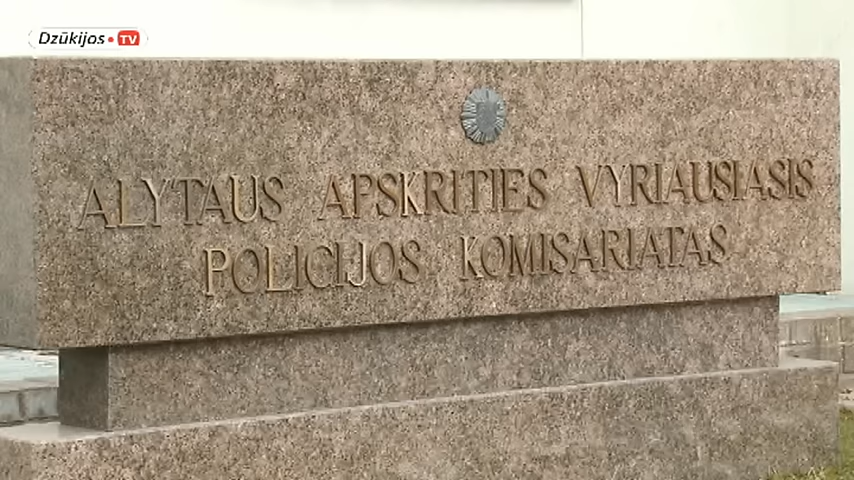 Dzūkijos TV
ALYTAUS APSKRITIES VYRIAUSIASIS
POLICIJOS KOMISARIATAS